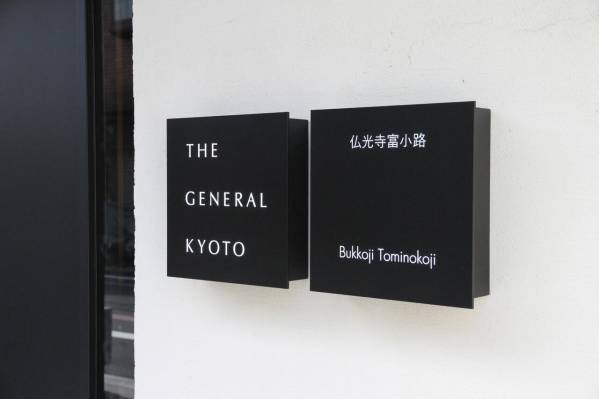 THE
GENERAL
KYOTO
仏光寺富小路
Bukkoji Tominokoji